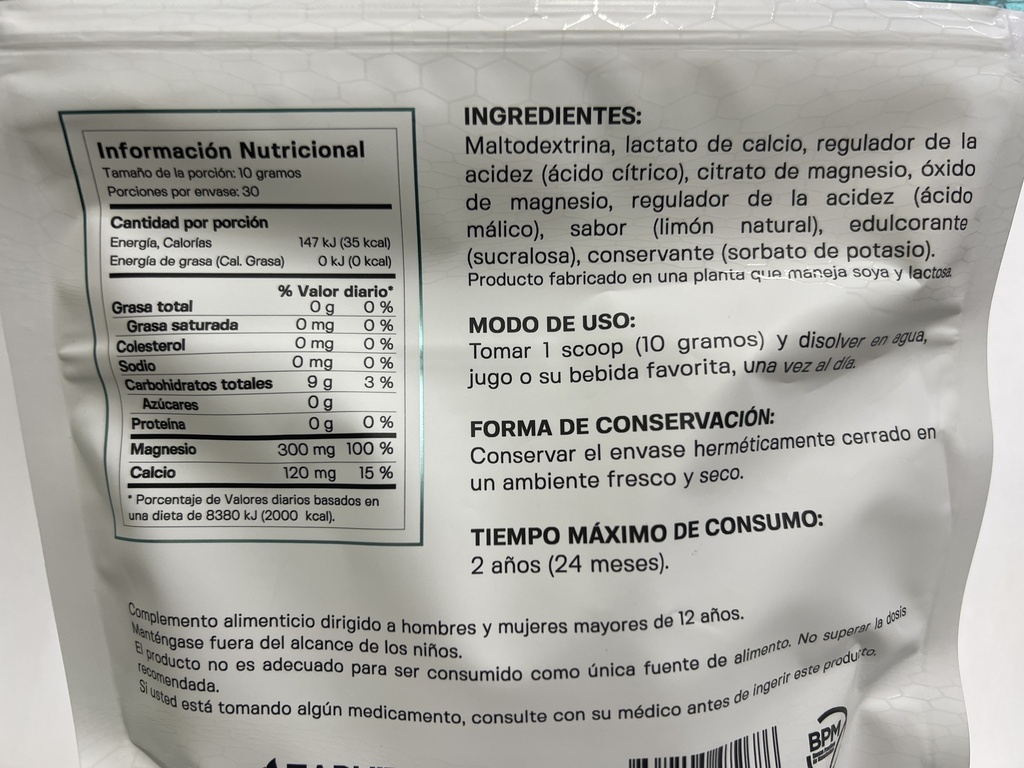 Información Nutricional
Tamaño de la porción: 10 gramos
Porciones por envase: 30
Cantidad por porción
Energía, Calorías 147 kJ (35 kcal)
Energía de grasa (Cal. Grasa) 0 kJ (0 kcal)
% Valor diario*
Grasa total 0 g 0 %
Grasa saturada 0 mg 0 %
Colesterol 0 mg 0 %
Sodio 0 mg 0 %
Carbohidratos totales 9 g 3 %
Azúcares 0 g
Proteína 0 g 0 %
Magnesio 300 mg 100 %
Calcio 120 mg 15 %
* Porcentaje de Valores diarios basados en
una dieta de 8380 kJ (2000 kcal).
INGREDIENTES:
Maltodextrina, lactato de calcio, regulador de la
acidez (ácido cítrico), citrato de magnesio, óxido
de magnesio, regulador de la acidez (ácido
málico), sabor (limón natural), edulcorante
(sucralosa), conservante (sorbato de potasio).
Producto fabricado en una planta que maneja soya y lactosa.
MODO DE USO:
Tomar 1 scoop (10 gramos) y disolver en agua,
jugo o su bebida favorita, una vez al día.
FORMA DE CONSERVACIÓN:
Conservar el envase herméticamente cerrado en
un ambiente fresco y seco.
TIEMPO MÁXIMO DE CONSUMO:
2 años (24 meses).
Complemento alimenticio dirigido a hombres y mujeres mayores de 12 años.
Manténgase fuera del alcance de los niños.
El producto no es adecuado para ser consumido como única fuente de alimento. No superar la dosis
recomendada.
Si usted está tomando algún medicamento, consulte con su médico antes de ingerir este producto.
BPM